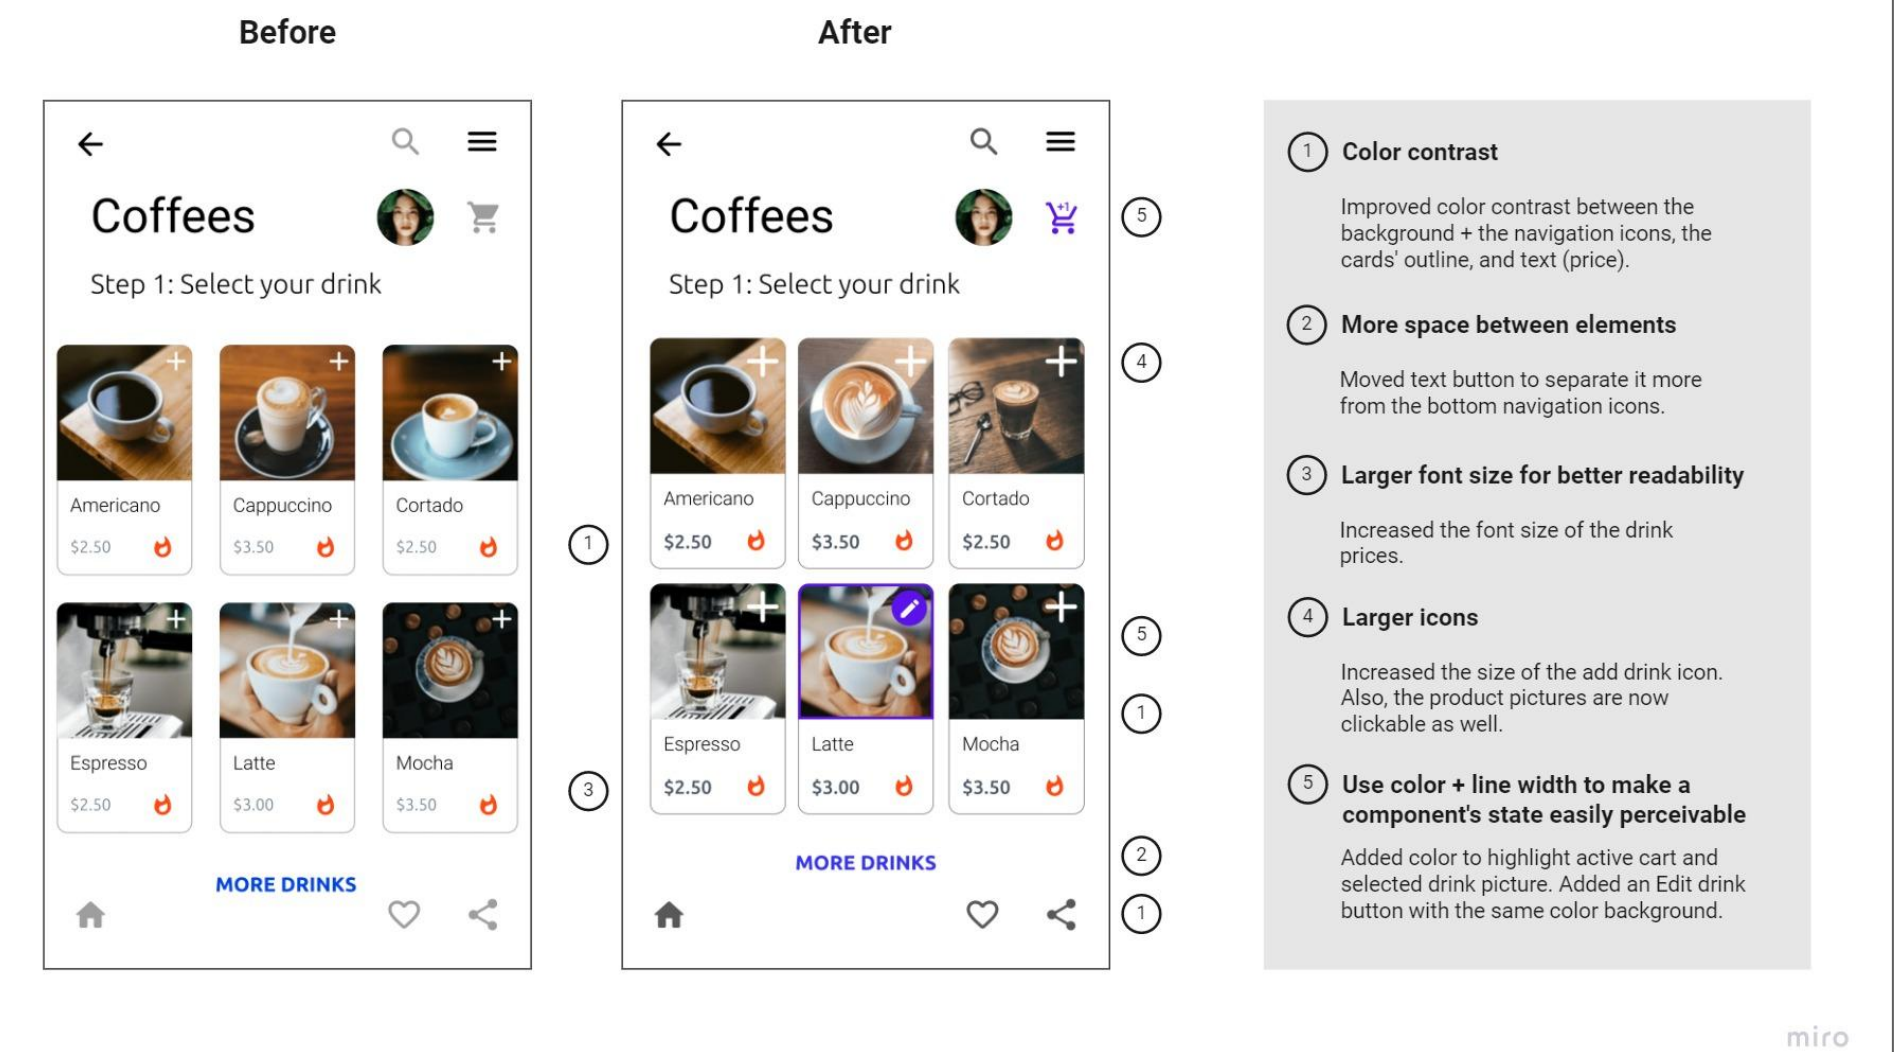 Before
After
Coffees
Step 1: Select your drink
Americano
Cappuccino
Cortado
$2.50
$3.50
$2.50
Espresso
Latte
Mocha
$2.50
$3.00
$3.50
MORE DRINKS
1
3
+1
Coffees
Step 1: Select your drink
Americano
Cappuccino
Cortado
$2.50
$3.50
$2.50
Espresso
Latte
Mocha
$2.50
$3.00
$3.50
MORE DRINKS
5
4
5
1
2
1
1 Color contrast
Improved color contrast between the
background + the navigation icons, the
cards' outline, and text (price).
2 More space between elements
Moved text button to separate it more
from the bottom navigation icons.
3 Larger font size for better readability
Increased the font size of the drink
prices.
4 Larger icons
Increased the size of the add drink icon.
Also, the product pictures are now
clickable as well.
5 Use color + line width to make a
component's state easily perceivable
Added color to highlight active cart and
selected drink picture. Added an Edit drink
button with the same color background.
miro